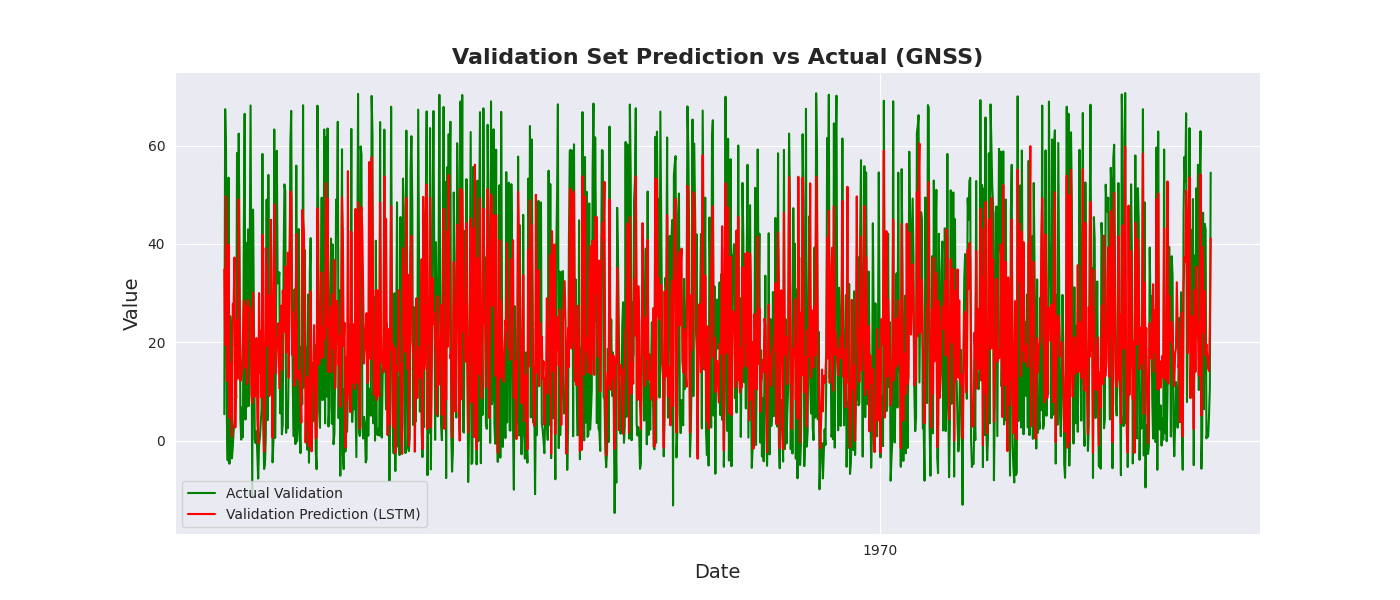 Validation Set Prediction vs Actual (GNSS)
Value
60
40
20
0
Actual Validation
Validation Prediction (LSTM)
1970
Date